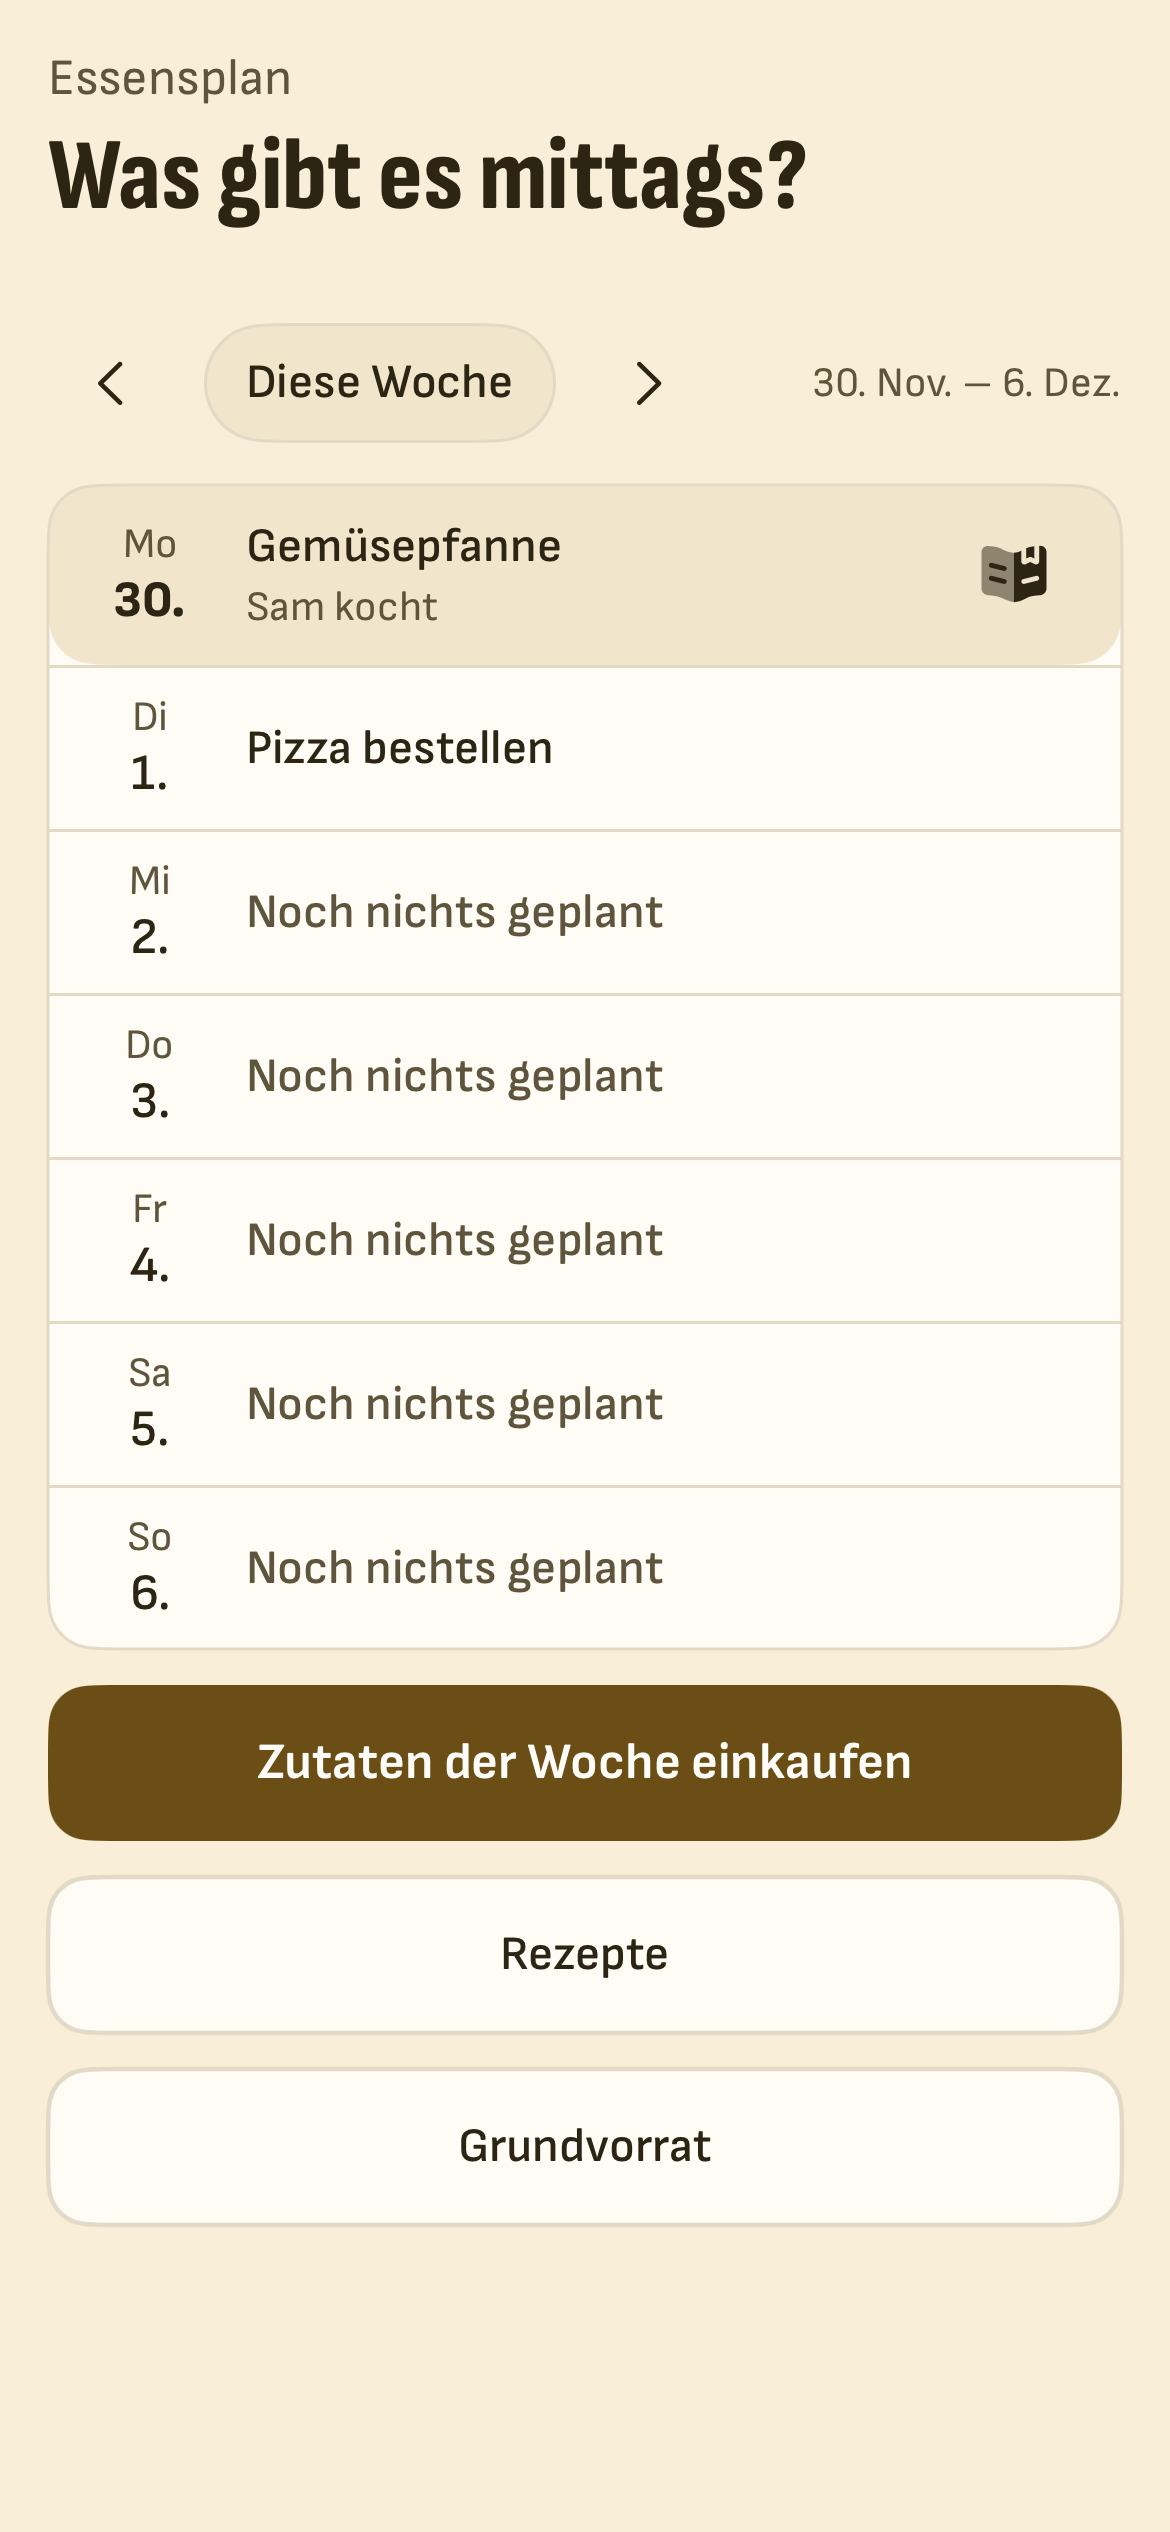 Essensplan
Was gibt es mittags?
Diese Woche
30. Nov. – 6. Dez.
Mo
30.
Gemüsepfanne
Sam kocht
Di
1.
Pizza bestellen
Mi
2.
Noch nichts geplant
Do
3.
Noch nichts geplant
Fr
4.
Noch nichts geplant
Sa
5.
Noch nichts geplant
So
6.
Noch nichts geplant
Zutaten der Woche einkaufen
Rezepte
Grundvorrat